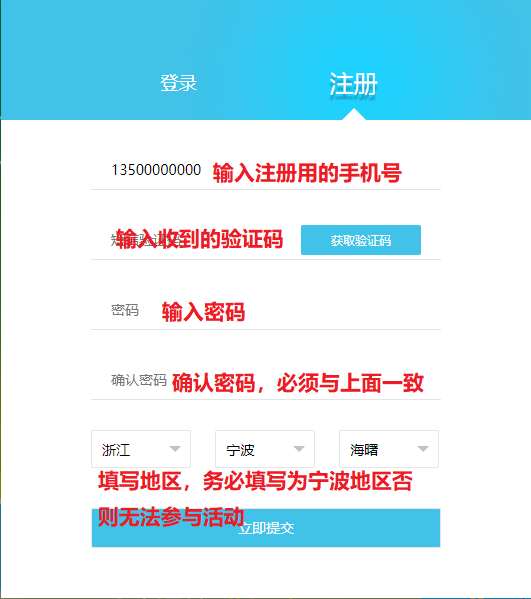 登录 注册
13500000000 输入注册用的手机号
输入收到的验证码 获取验证码
密码 输入密码
确认密码 确认密码，必须与上面一致
浙江 宁波 海曙
填写地区，务必填写为宁波地区否
则无法参与活动
立即提交